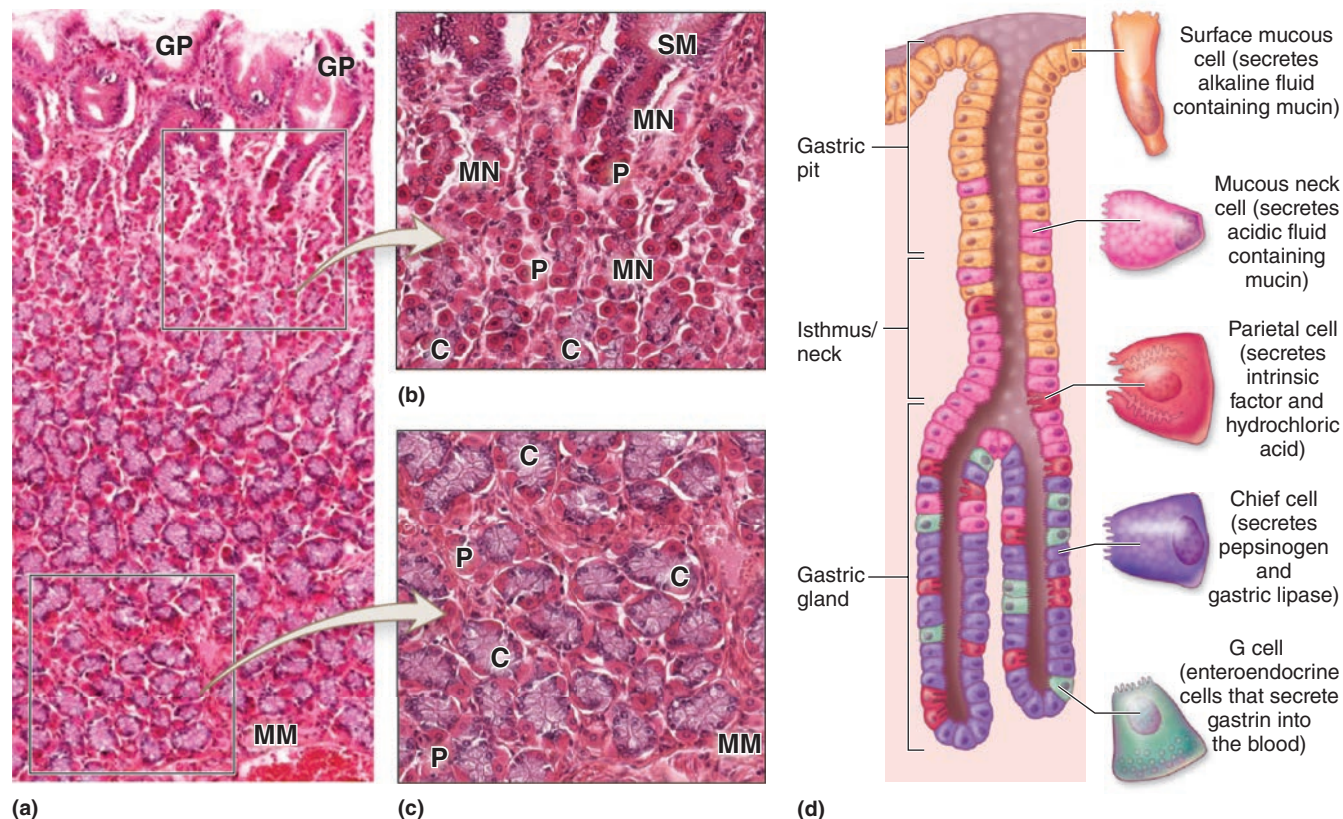 GP
GP
MM
(a)
SM
MN
MN
P
P
MN
C
C
(b)
C
P
C
C
P
MM
(c)
Gastric
pit
Isthmus/
neck
Gastric
gland
Surface mucous
cell (secretes
alkaline fluid
containing mucin)
Mucous neck
cell (secretes
acidic fluid
containing
mucin)
Parietal cell
(secretes
intrinsic
factor and
hydrochloric
acid)
Chief cell
(secretes
pepsinogen
and
gastric lipase)
G cell
(enteroendocrine
cells that secrete
gastrin into
the blood)
(d)